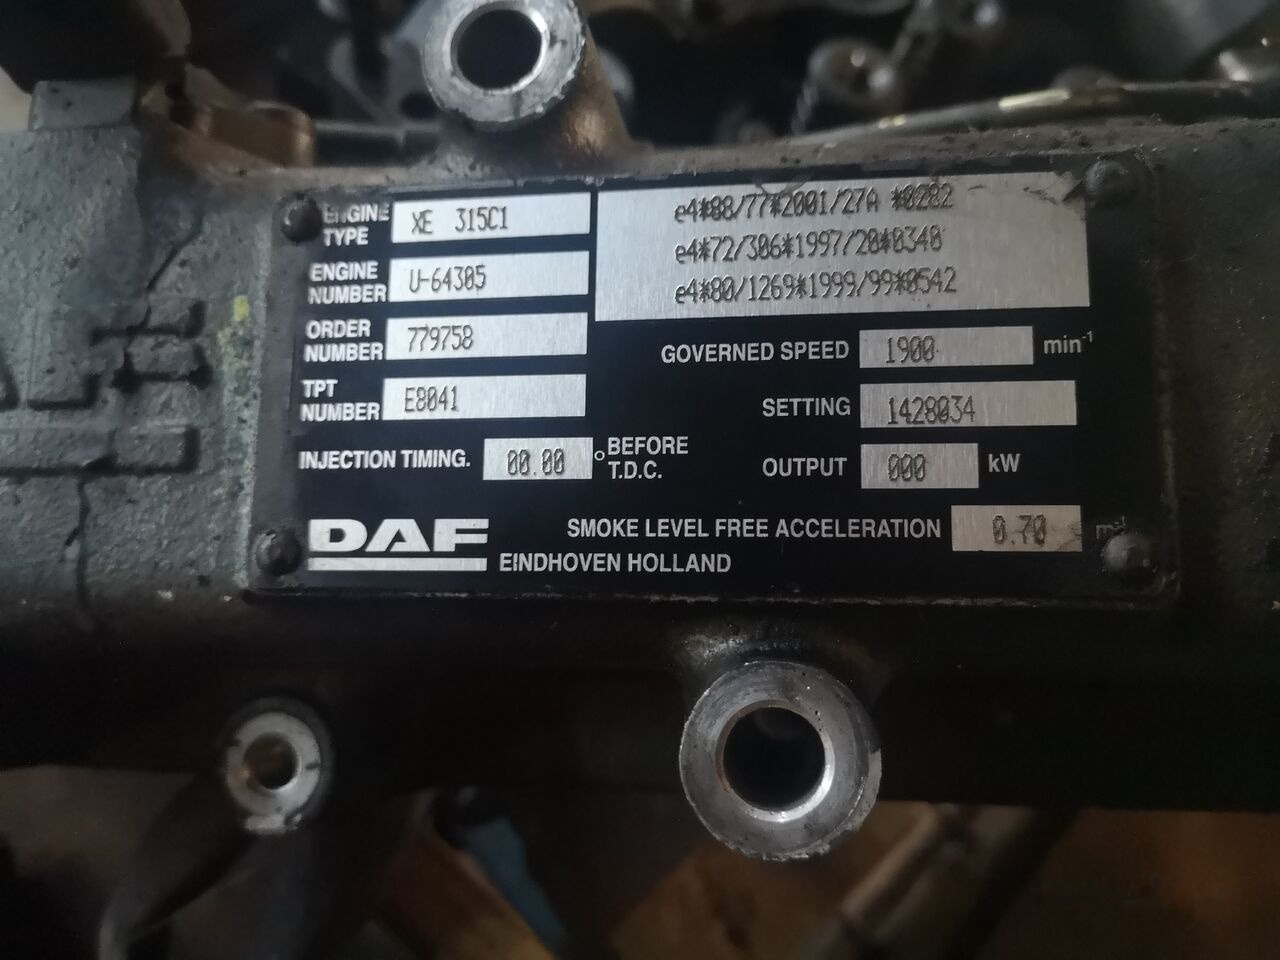 ENGINE TYPE XE 315C1
ENGINE NUMBER U-64305
ORDER NUMBER 779758
TPT NUMBER E8041
INJECTION TIMING. 00.00 ° BEFORE T.D.C.
e4*88/77*2001/27A *0282
e4*72/306*1997/20*0340
e4*80/1269*1999/99*0542
GOVERNED SPEED 1900 min-1
SETTING 1428034
OUTPUT 000 kW
SMOKE LEVEL FREE ACCELERATION 0.70
DAF
EINDHOVEN HOLLAND